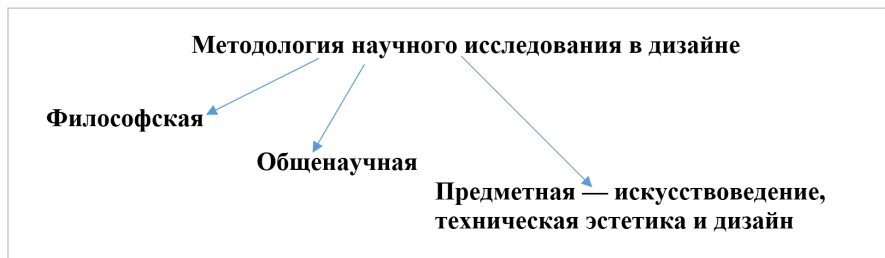 Методология научного исследования в дизайне
Философская
Общенаучная
Предметная — искусствоведение,
техническая эстетика и дизайн